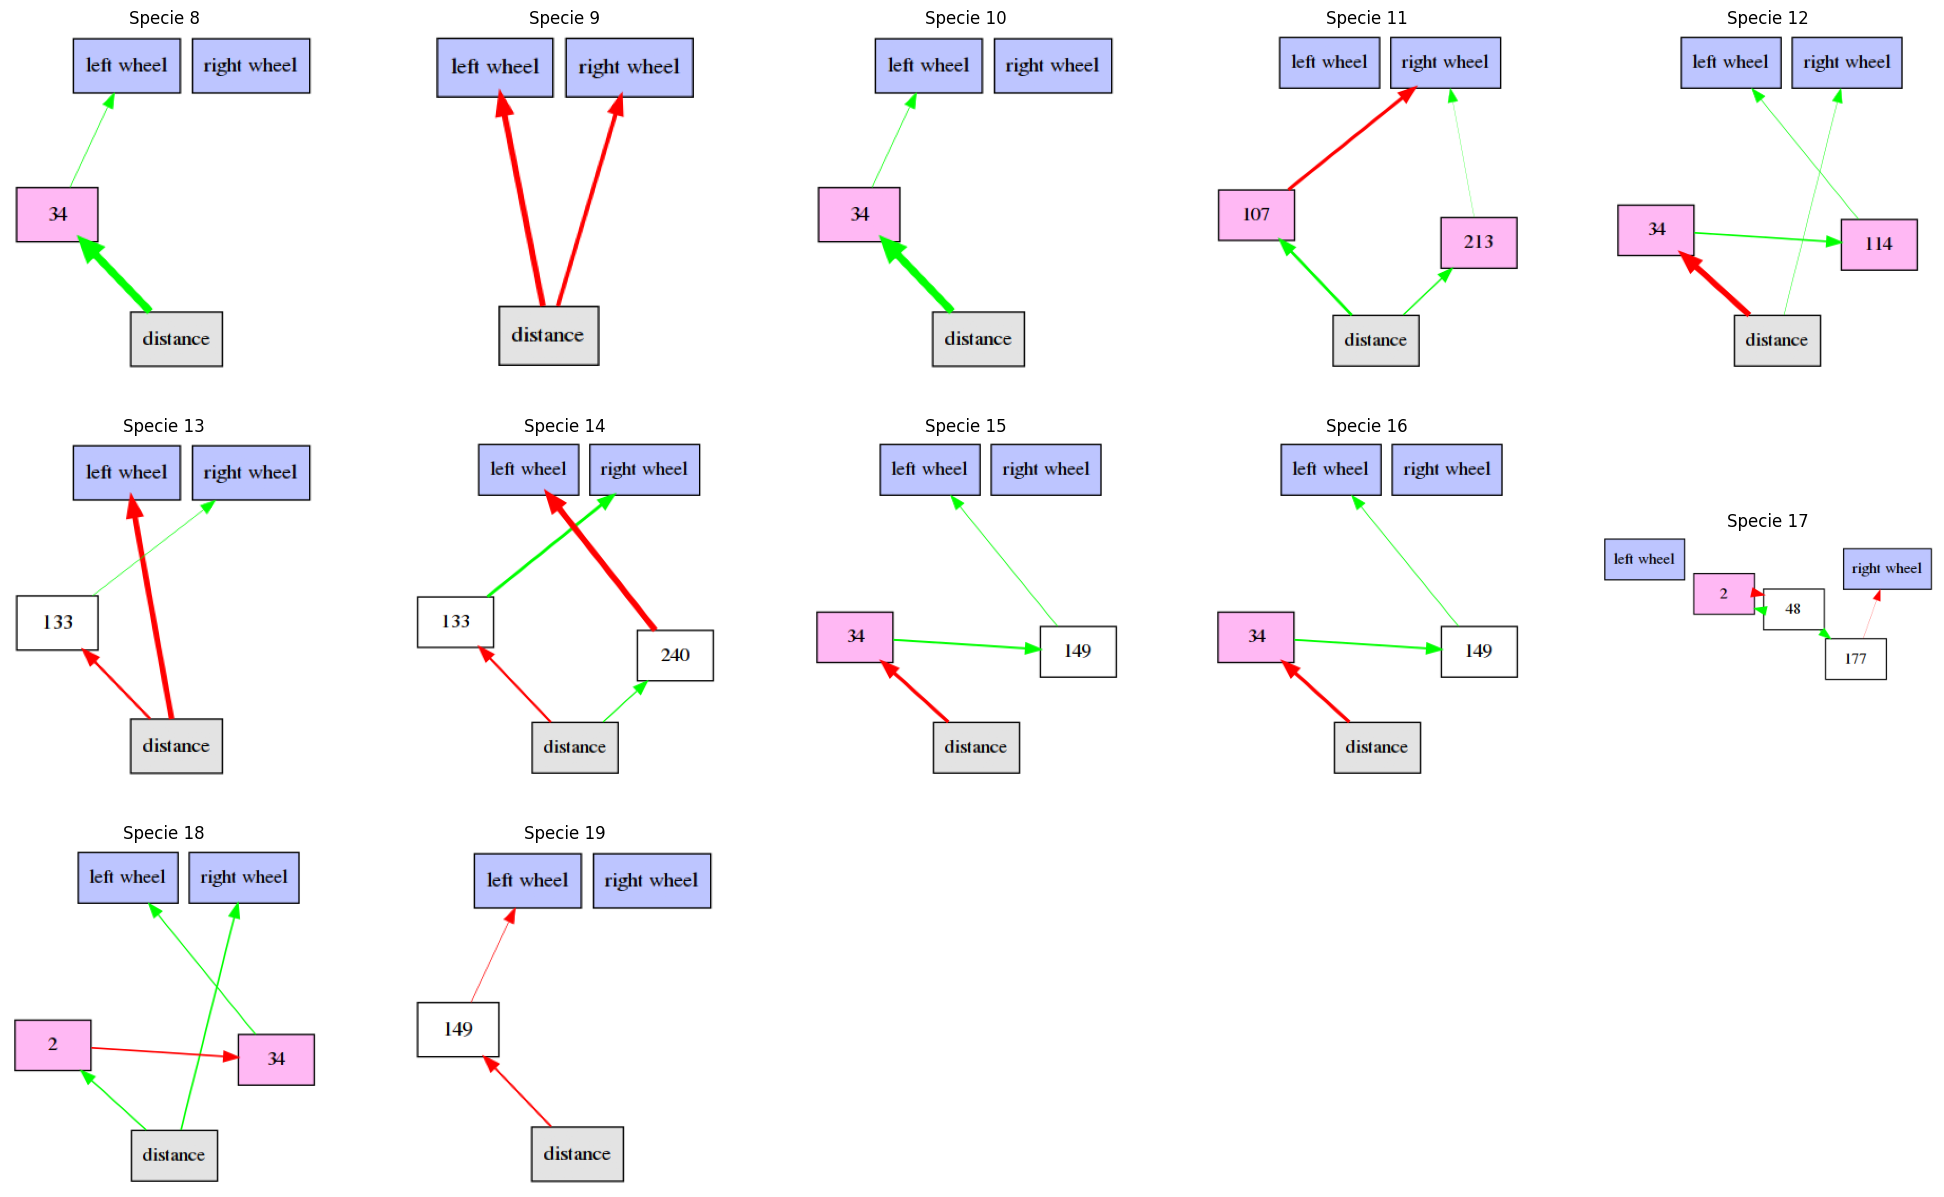 Specie 8
left wheel right wheel
34
distance
Specie 9
left wheel right wheel
distance
Specie 10
left wheel right wheel
34
distance
Specie 11
left wheel right wheel
107
213
distance
Specie 12
left wheel right wheel
34
114
distance
Specie 13
left wheel right wheel
133
distance
Specie 14
left wheel right wheel
133
240
distance
Specie 15
left wheel right wheel
34
149
distance
Specie 16
left wheel right wheel
34
149
distance
Specie 17
left wheel
right wheel
2
48
177
Specie 18
left wheel right wheel
2
34
distance
Specie 19
left wheel right wheel
149
distance